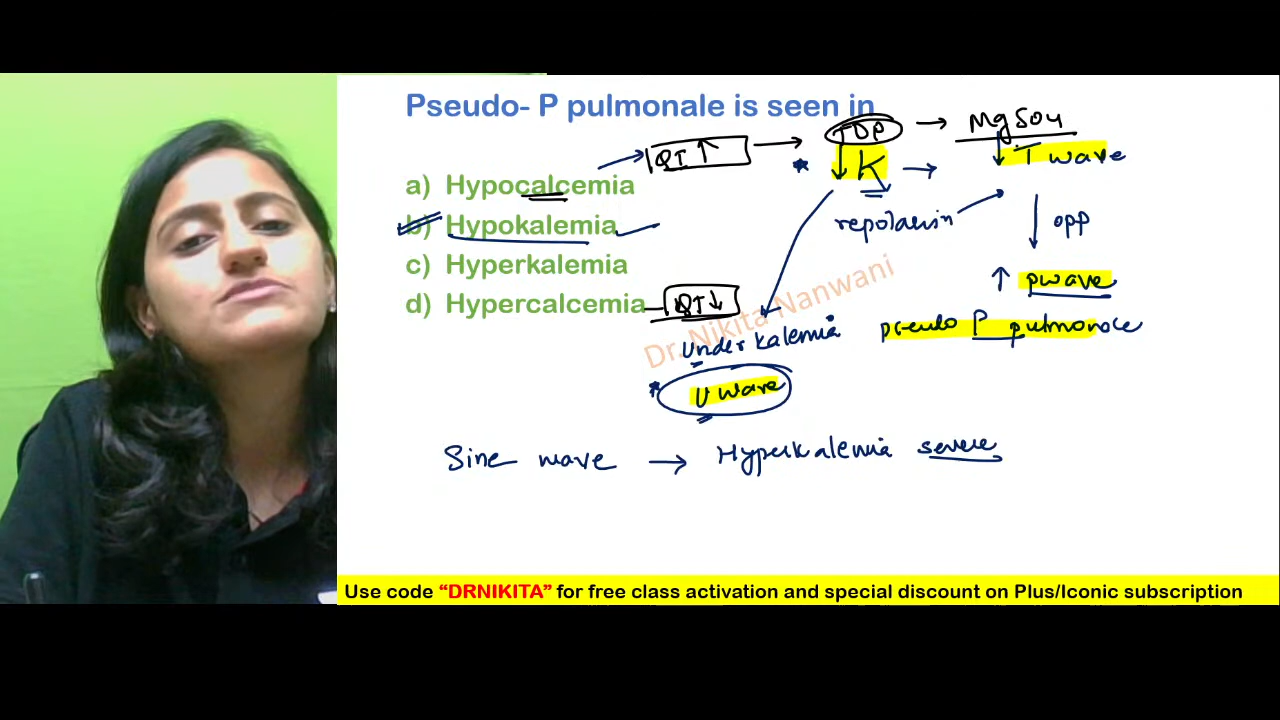 Pseudo- P pulmonale is seen in
TDP → MgSO4
QT ↑ →
* ↓ K → ↓ T wave
a) Hypocalcemia
b) Hypokalemia
repolarisn
↓ opp
c) Hyperkalemia
↑ pwave
d) Hypercalcemia
QT ↓
Dr. Nikita Nanwani
pseudo P pulmonale
Under kalemia
* U wave
Sine wave → Hyperkalemia severe
Use code “DRNIKITA” for free class activation and special discount on Plus/Iconic subscription